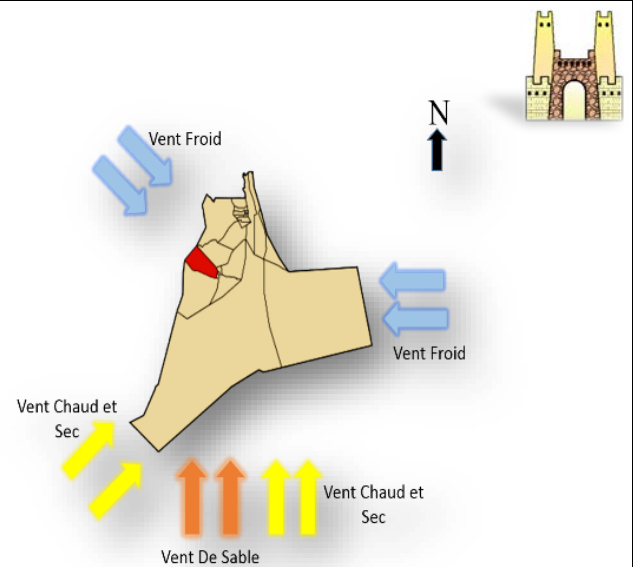 N
Vent Froid
Vent Froid
Vent Chaud et
Sec
Vent Chaud et
Sec
Vent De Sable